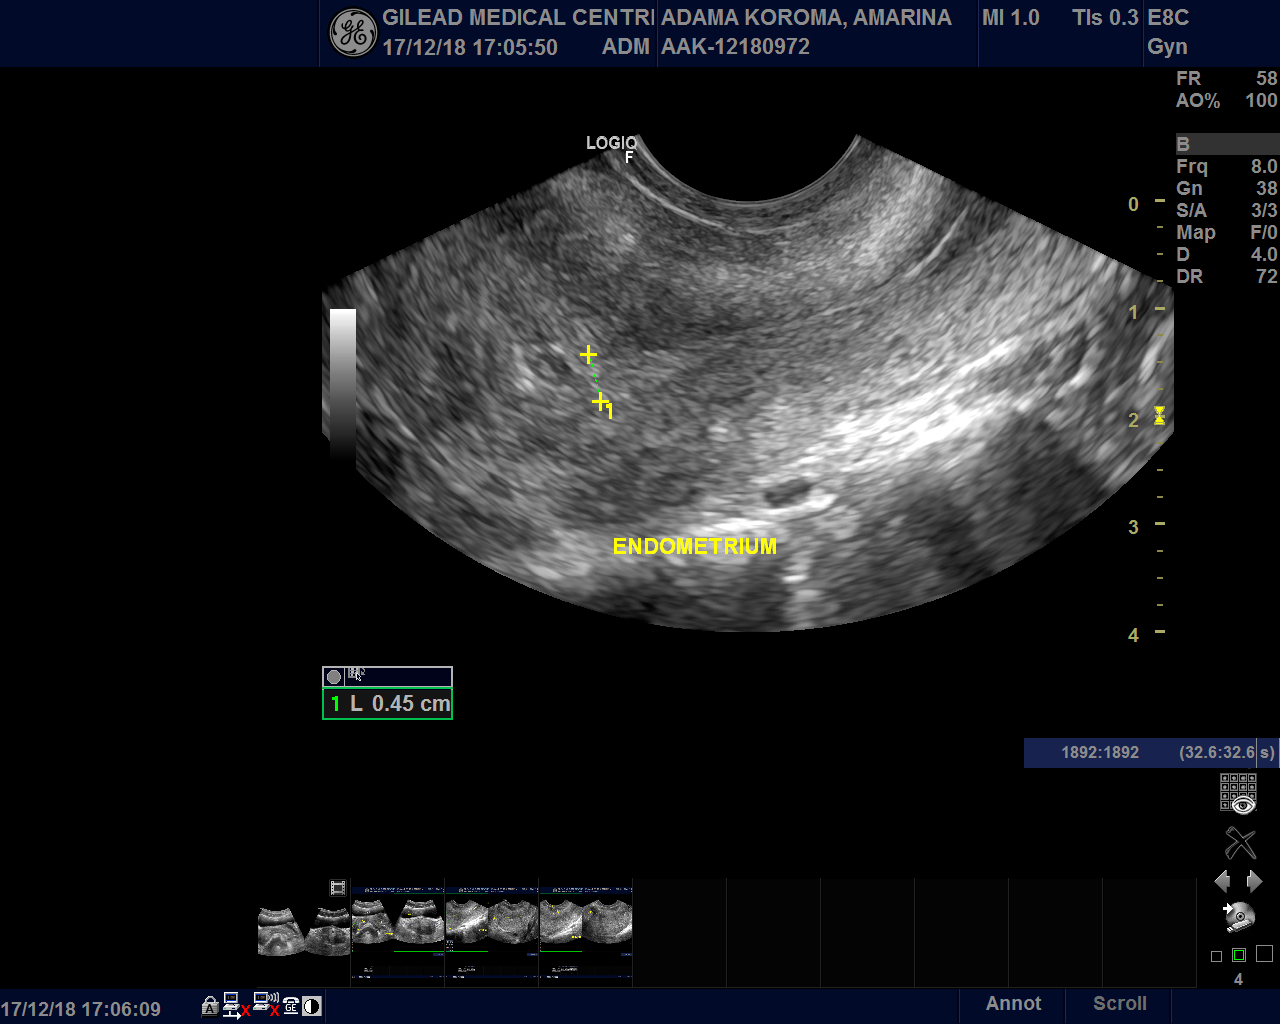 GILEAD MEDICAL CENTRI
ADAMA KOROMA, AMARINA
MI 1.0 TIs 0.3
E8C
17/12/18 17:05:50 ADM
AAK-12180972
Gyn
FR 58
AO% 100
B
Frq 8.0
Gn 38
S/A 3/3
Map F/0
D 4.0
DR 72
LOGIQ
F
0
1
2
3
4
1
ENDOMETRIUM
1 L 0.45 cm
1892:1892 (32.6:32.6 s)
4
17/12/18 17:06:09
Annot
Scroll